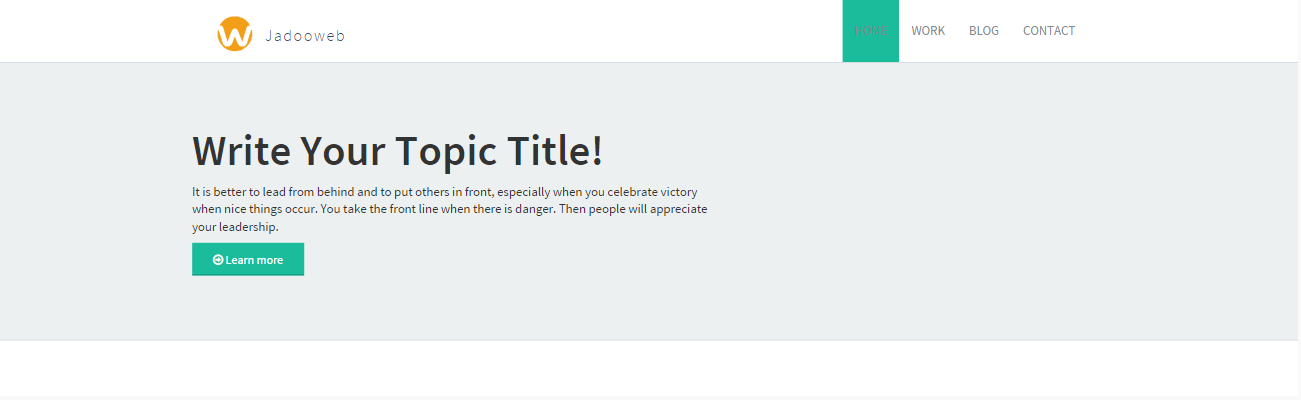 Jadooweb
HOME WORK BLOG CONTACT
Write Your Topic Title!
It is better to lead from behind and to put others in front, especially when you celebrate victory
when nice things occur. You take the front line when there is danger. Then people will appreciate
your leadership.
Learn more